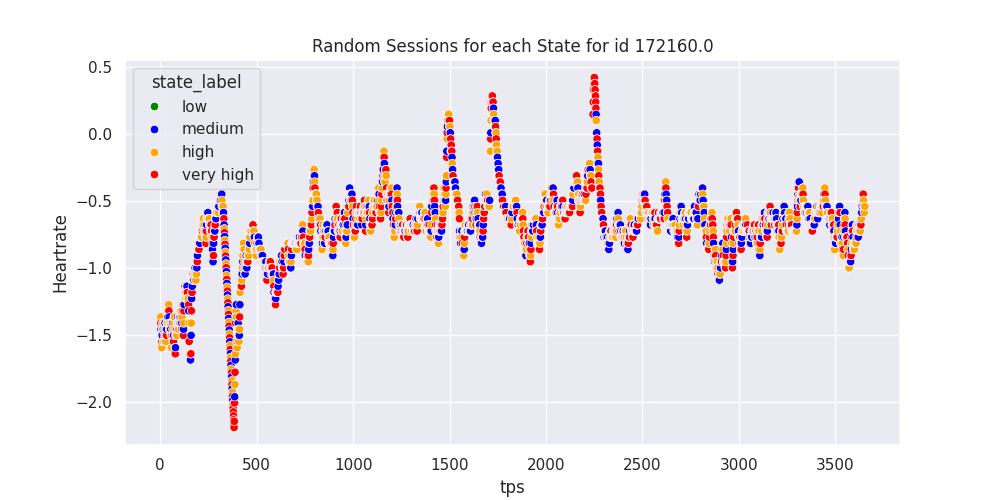 Random Sessions for each State for id 172160.0
state_label
low
medium
high
very high
Heartrate
0.5
0.0
−0.5
−1.0
−1.5
−2.0
0 500 1000 1500 2000 2500 3000 3500
tps